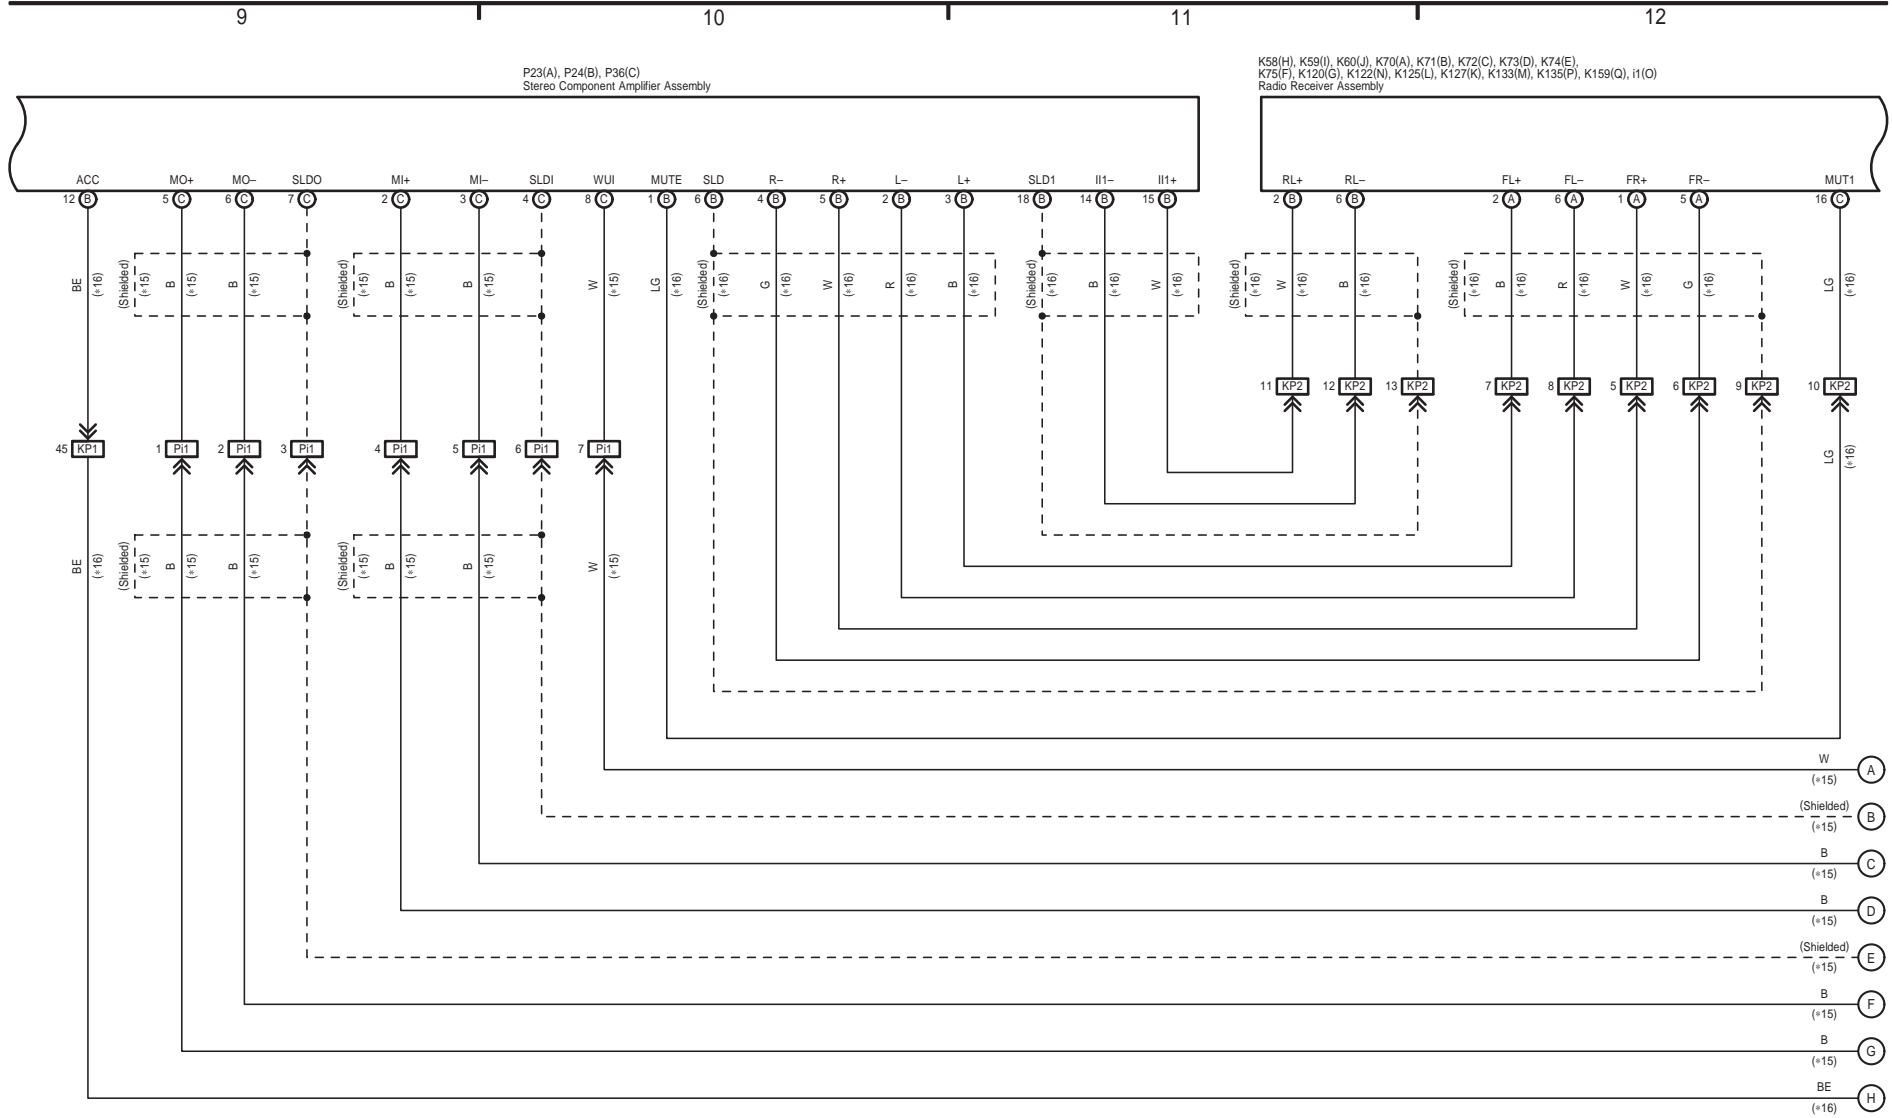 9 10 11 12
P23(A), P24(B), P36(C)
Stereo Component Amplifier Assembly
K58(H), K59(I), K60(J), K70(A), K71(B), K72(C), K73(D), K74(E),
K75(F), K120(G), K122(N), K125(L), K127(K), K133(M), K135(P), K159(Q), i1(O)
Radio Receiver Assembly
ACC MO+ MO– SLDO MI+ MI– SLDI WUI MUTE SLD R– R+ L– L+ SLD1 II1– II1+ RL+ RL– FL+ FL– FR+ FR– MUT1
12 B 5 C 6 C 7 C 2 C 3 C 4 C 8 C 1 B 6 B 4 B 5 B 2 B 3 B 18 B 14 B 15 B 2 B 6 B 2 A 6 A 1 A 5 A 16 C
BE (*16) (Shielded) (*15) B (*15) B (*15) (Shielded) (*15) B (*15) B (*15) W (*15) LG (*16) (Shielded) (*16) G (*16) W (*16) R (*16) B (*16) (Shielded) (*16) B (*16) W (*16) (Shielded) (*16) W (*16) B (*16) (Shielded) (*16) B (*16) R (*16) W (*16) G (*16) LG (*16)
11 KP2 12 KP2 13 KP2 7 KP2 8 KP2 5 KP2 6 KP2 9 KP2 10 KP2
45 KP1 1 Pi1 2 Pi1 3 Pi1 4 Pi1 5 Pi1 6 Pi1 7 Pi1
LG (*16)
BE (*16) (Shielded) (*15) B (*15) B (*15) (Shielded) (*15) B (*15) B (*15) W (*15)
W
(*15) A
(Shielded)
(*15) B
B
(*15) C
B
(*15) D
(Shielded)
(*15) E
B
(*15) F
B
(*15) G
BE
(*16) H